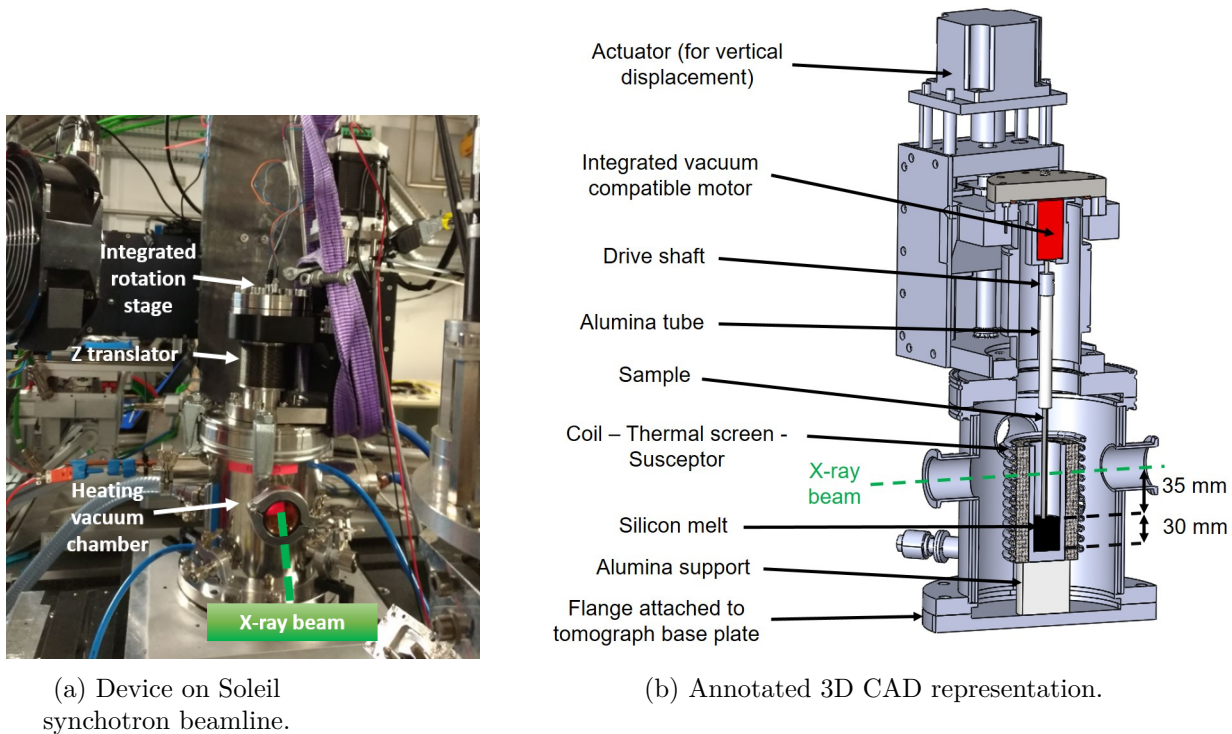 Integrated
rotation
stage
Z translator
Heating
vacuum
chamber
X-ray beam
(a) Device on Soleil
synchotron beamline.
Actuator (for vertical
displacement)
Integrated vacuum
compatible motor
Drive shaft
Alumina tube
Sample
Coil – Thermal screen -
Susceptor
X-ray
beam
35 mm
Silicon melt
30 mm
Alumina support
Flange attached to
tomograph base plate
(b) Annotated 3D CAD representation.